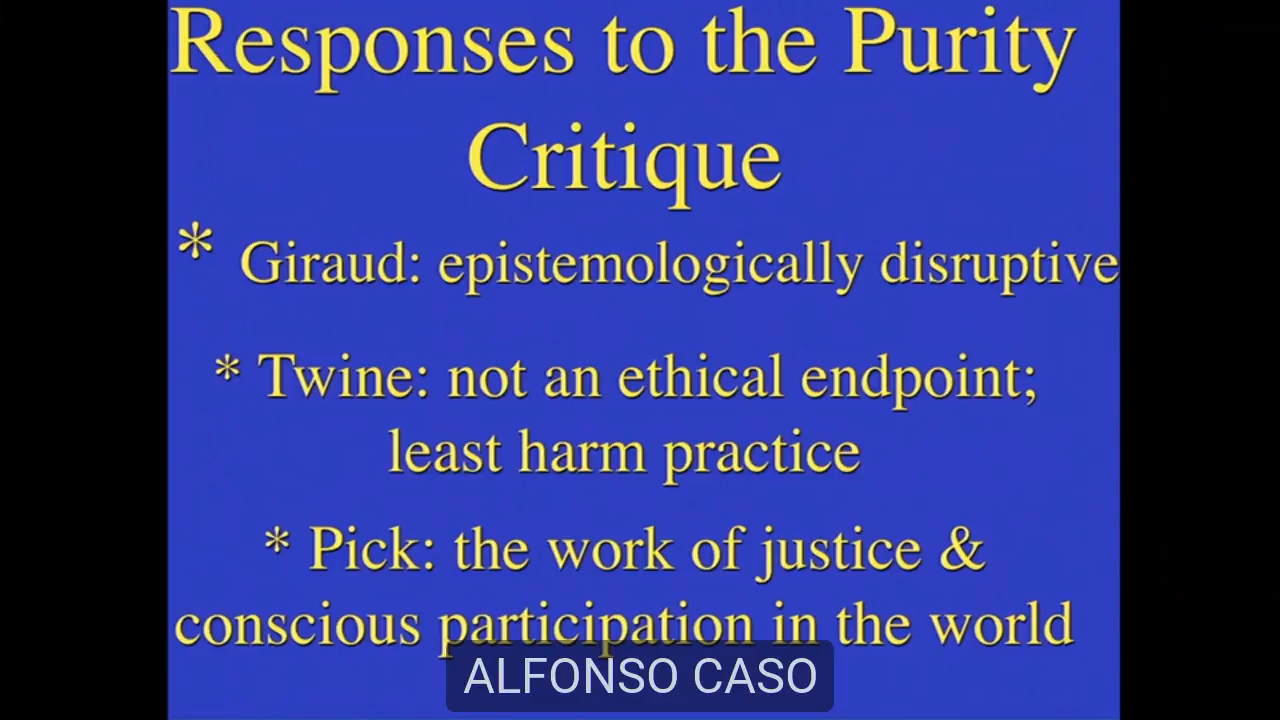 Responses to the Purity
Critique
* Giraud: epistemologically disruptive
* Twine: not an ethical endpoint;
least harm practice
* Pick: the work of justice &
conscious participation in the world
ALFONSO CASO